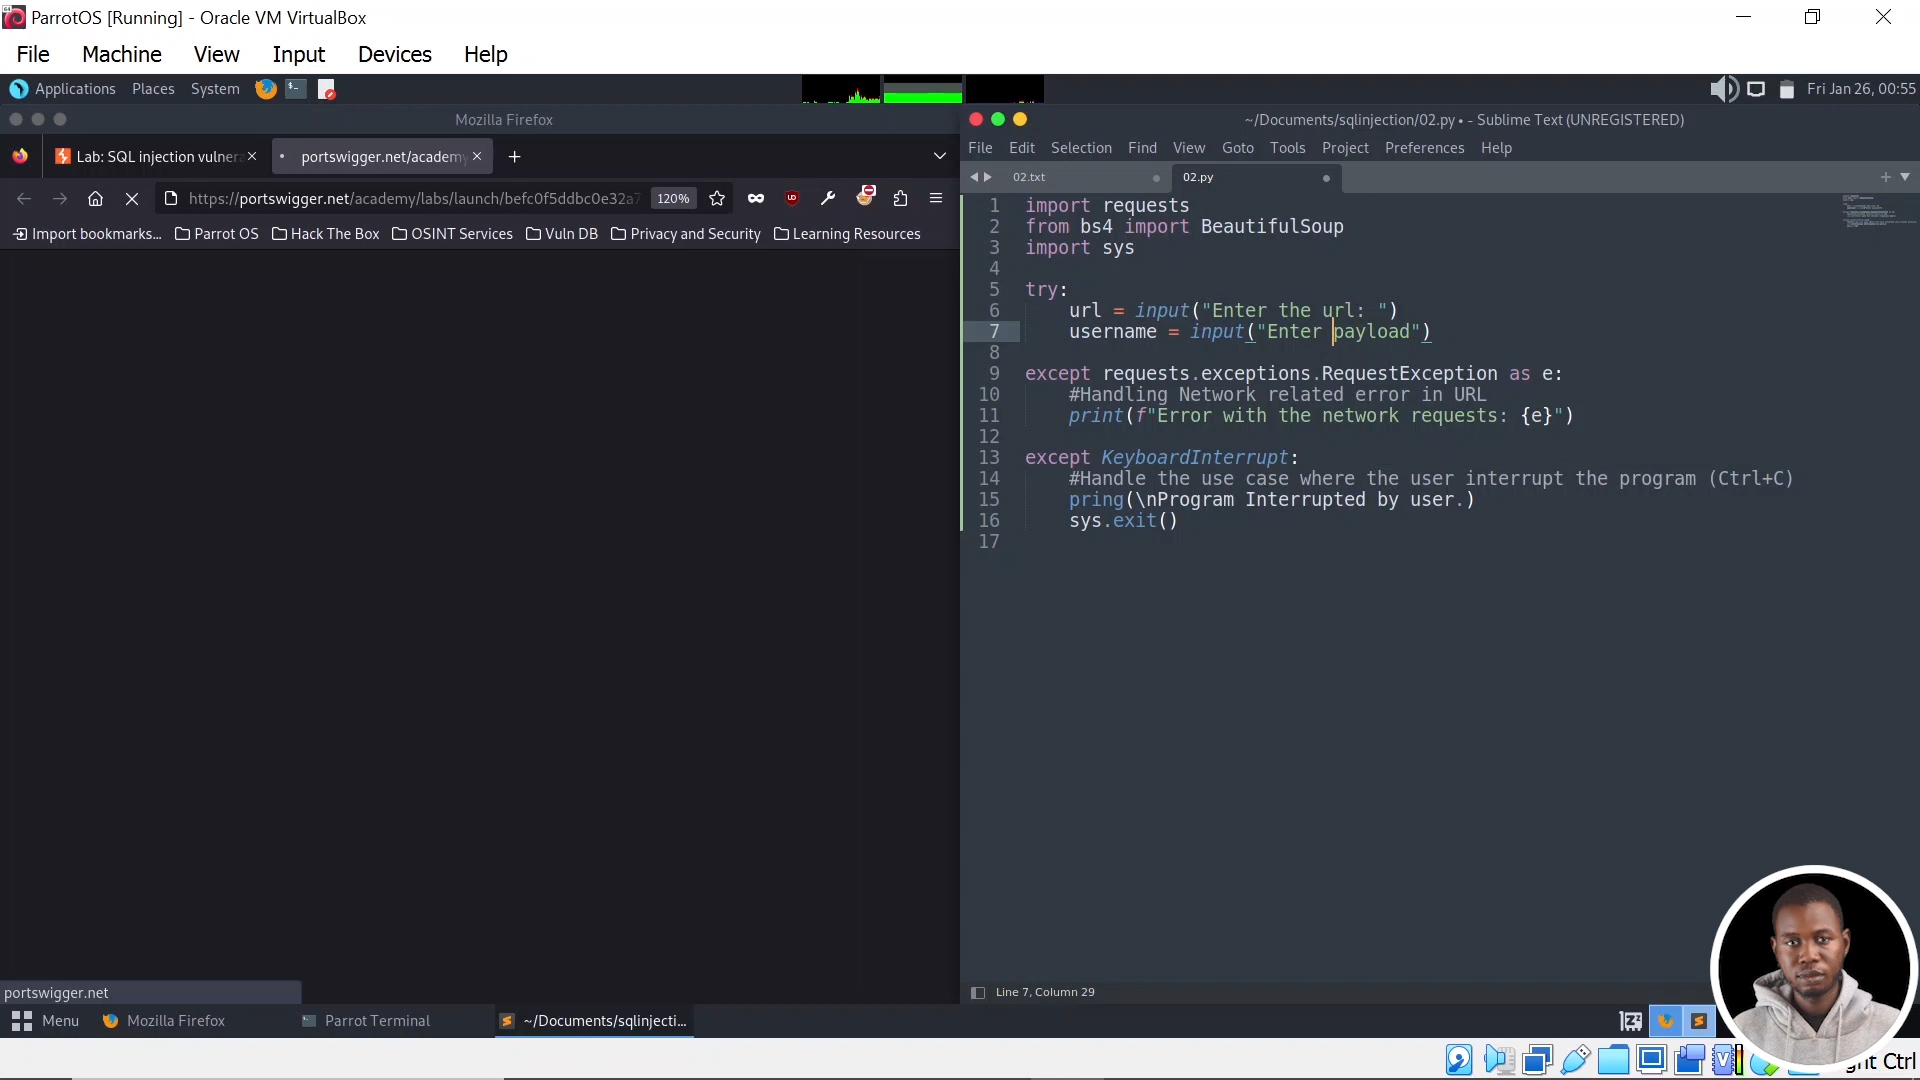 ParrotOS [Running] - Oracle VM VirtualBox
File Machine View Input Devices Help
Applications Places System Fri Jan 26, 00:55
Mozilla Firefox
Lab: SQL injection vulnera portswigger.net/academy
https://portswigger.net/academy/labs/launch/befc0f5ddbc0e32a7 120%
Import bookmarks... Parrot OS Hack The Box OSINT Services Vuln DB Privacy and Security Learning Resources
portswigger.net
~/Documents/sqlinjection/02.py • - Sublime Text (UNREGISTERED)
File Edit Selection Find View Goto Tools Project Preferences Help
02.txt 02.py
1 import requests
2 from bs4 import BeautifulSoup
3 import sys
4
5 try:
6 url = input("Enter the url: ")
7 username = input("Enter payload")
8
9 except requests.exceptions.RequestException as e:
10 #Handling Network related error in URL
11 print(f"Error with the network requests: {e}")
12
13 except KeyboardInterrupt:
14 #Handle the use case where the user interrupt the program (Ctrl+C)
15 pring(\nProgram Interrupted by user.)
16 sys.exit()
17
Line 7, Column 29
Menu Mozilla Firefox Parrot Terminal ~/Documents/sqlinjecti...
Ctrl